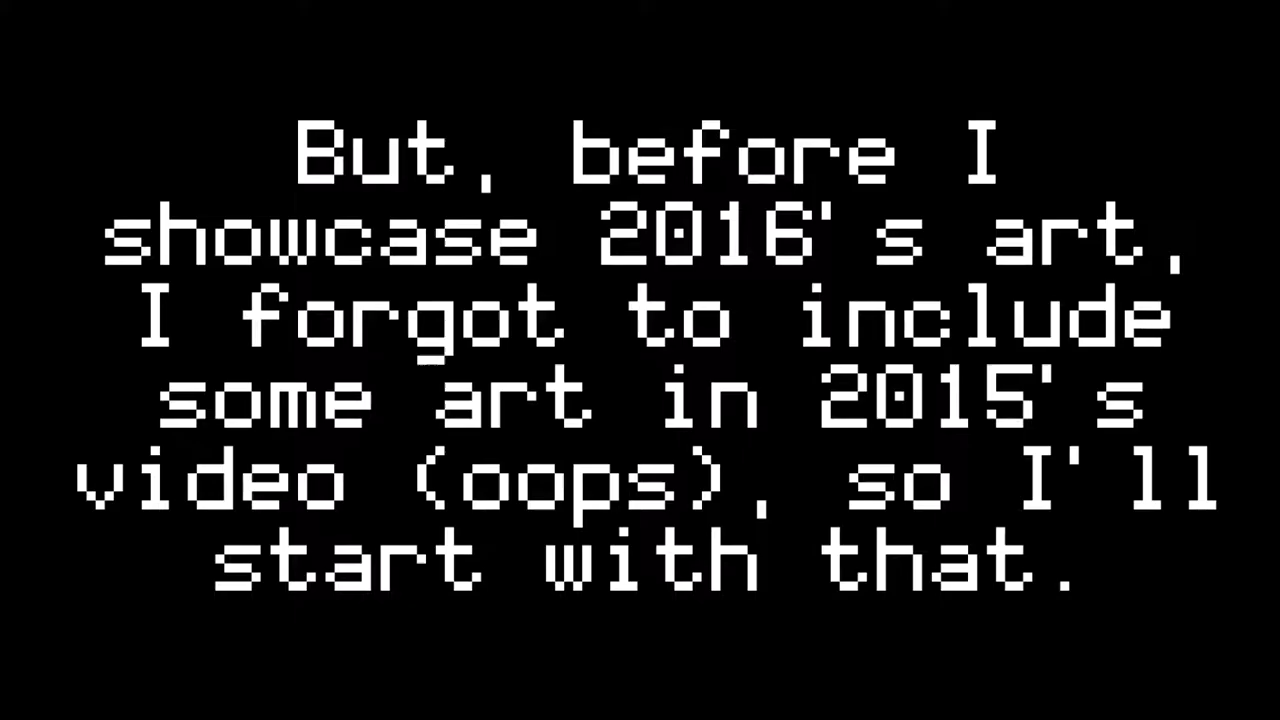 But, before I
showcase 2016's art,
I forgot to include
some art in 2015's
video (oops), so I'll
start with that.